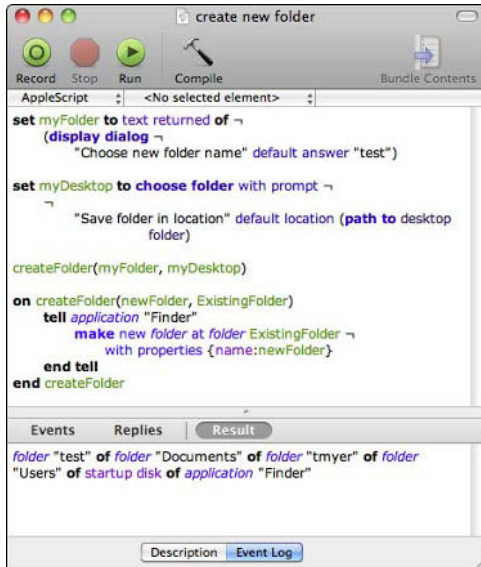 create new folder
Record Stop Run Compile Bundle Contents
AppleScript <No selected element>
set myFolder to text returned of ¬
(display dialog ¬
"Choose new folder name" default answer "test")
set myDesktop to choose folder with prompt ¬
¬
"Save folder in location" default location (path to desktop
folder)
createFolder(myFolder, myDesktop)
on createFolder(newFolder, ExistingFolder)
tell application "Finder"
make new folder at folder ExistingFolder ¬
with properties {name:newFolder}
end tell
end createFolder
Events Replies Result
folder "test" of folder "Documents" of folder "tmyer" of folder
"Users" of startup disk of application "Finder"
Description Event Log